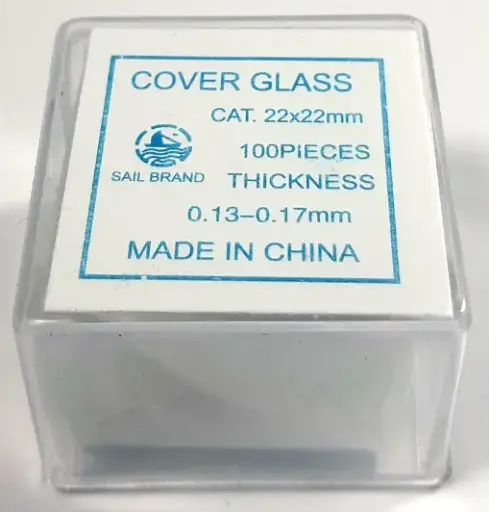 COVER GLASS
CAT. 22x22mm
100PIECES
SAIL BRAND THICKNESS
0.13–0.17mm
MADE IN CHINA